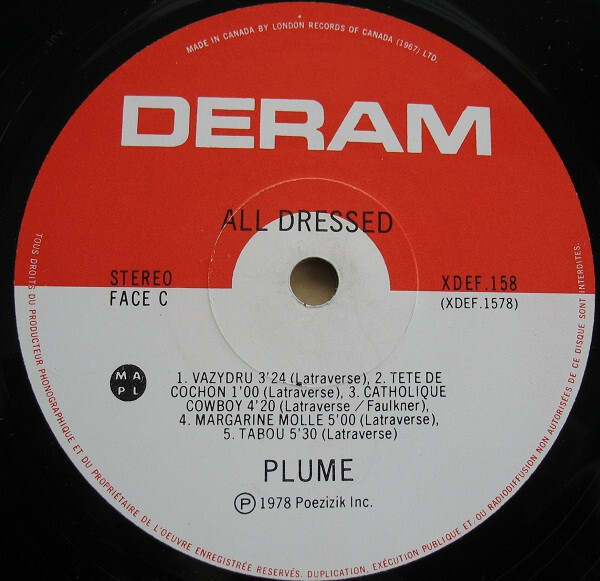 MADE IN CANADA BY LONDON RECORDS OF CANADA (1967) LTD.
DERAM
ALL DRESSED
STEREO
FACE C
XDEF.158
(XDEF.1578)
MA
PL
1. VAZYDRU 3'24 (Latraverse), 2. TETE DE
COCHON 1'00 (Latraverse), 3. CATHOLIQUE
COWBOY 4'20 (Latraverse / Faulkner),
4. MARGARINE MOLLE 5'00 (Latraverse),
5. TABOU 5'30 (Latraverse)
PLUME
Ⓟ 1978 Poezizik Inc.
TOUS DROITS DU PRODUCTEUR PHONOGRAPHIQUE ET DU PROPRIÉTAIRE DE L'OEUVRE ENREGISTRÉE RESERVÉS. DUPLICATION, EXÉCUTION PUBLIQUE ET/OU RADIODIFFUSION NON AUTORISÉES DE CE DISQUE SONT INTERDITES.